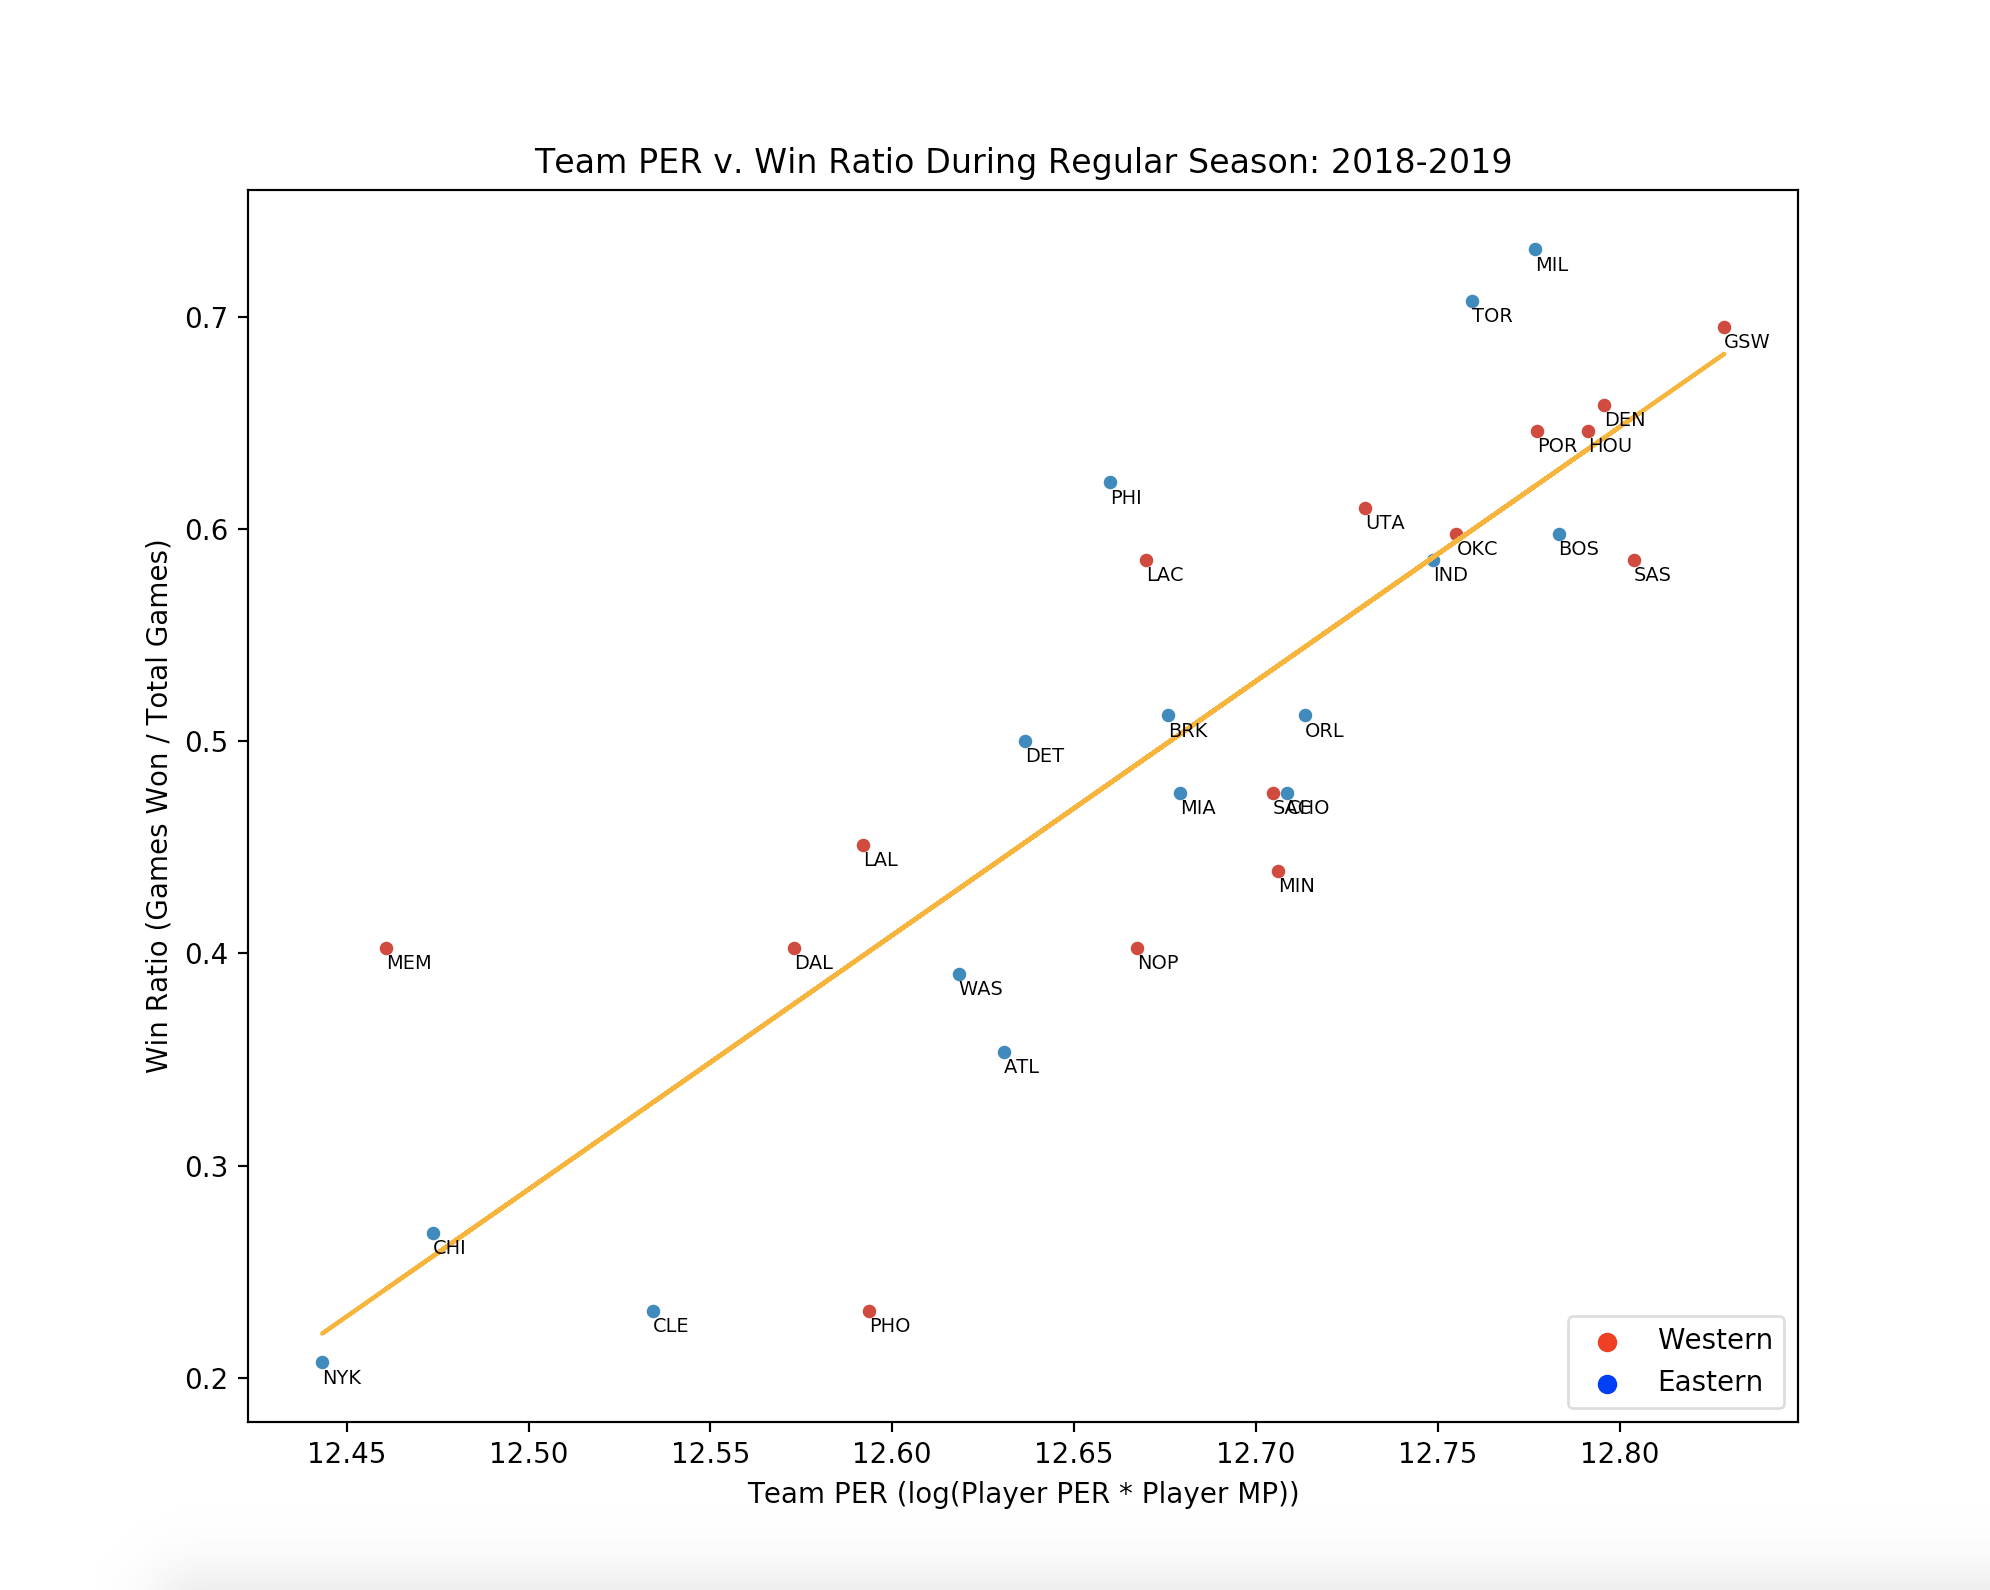 Team PER v. Win Ratio During Regular Season: 2018-2019
Win Ratio (Games Won / Total Games)
0.7
0.6
0.5
0.4
0.3
0.2
MIL
TOR
GSW
DEN
POR
HOU
PHI
UTA
OKC
BOS
LAC
IND
SAS
BRK
ORL
DET
MIA
SAC
CHO
LAL
MIN
MEM
DAL
NOP
WAS
ATL
CHI
CLE
PHO
NYK
Western
Eastern
12.45
12.50
12.55
12.60
12.65
12.70
12.75
12.80
Team PER (log(Player PER * Player MP))